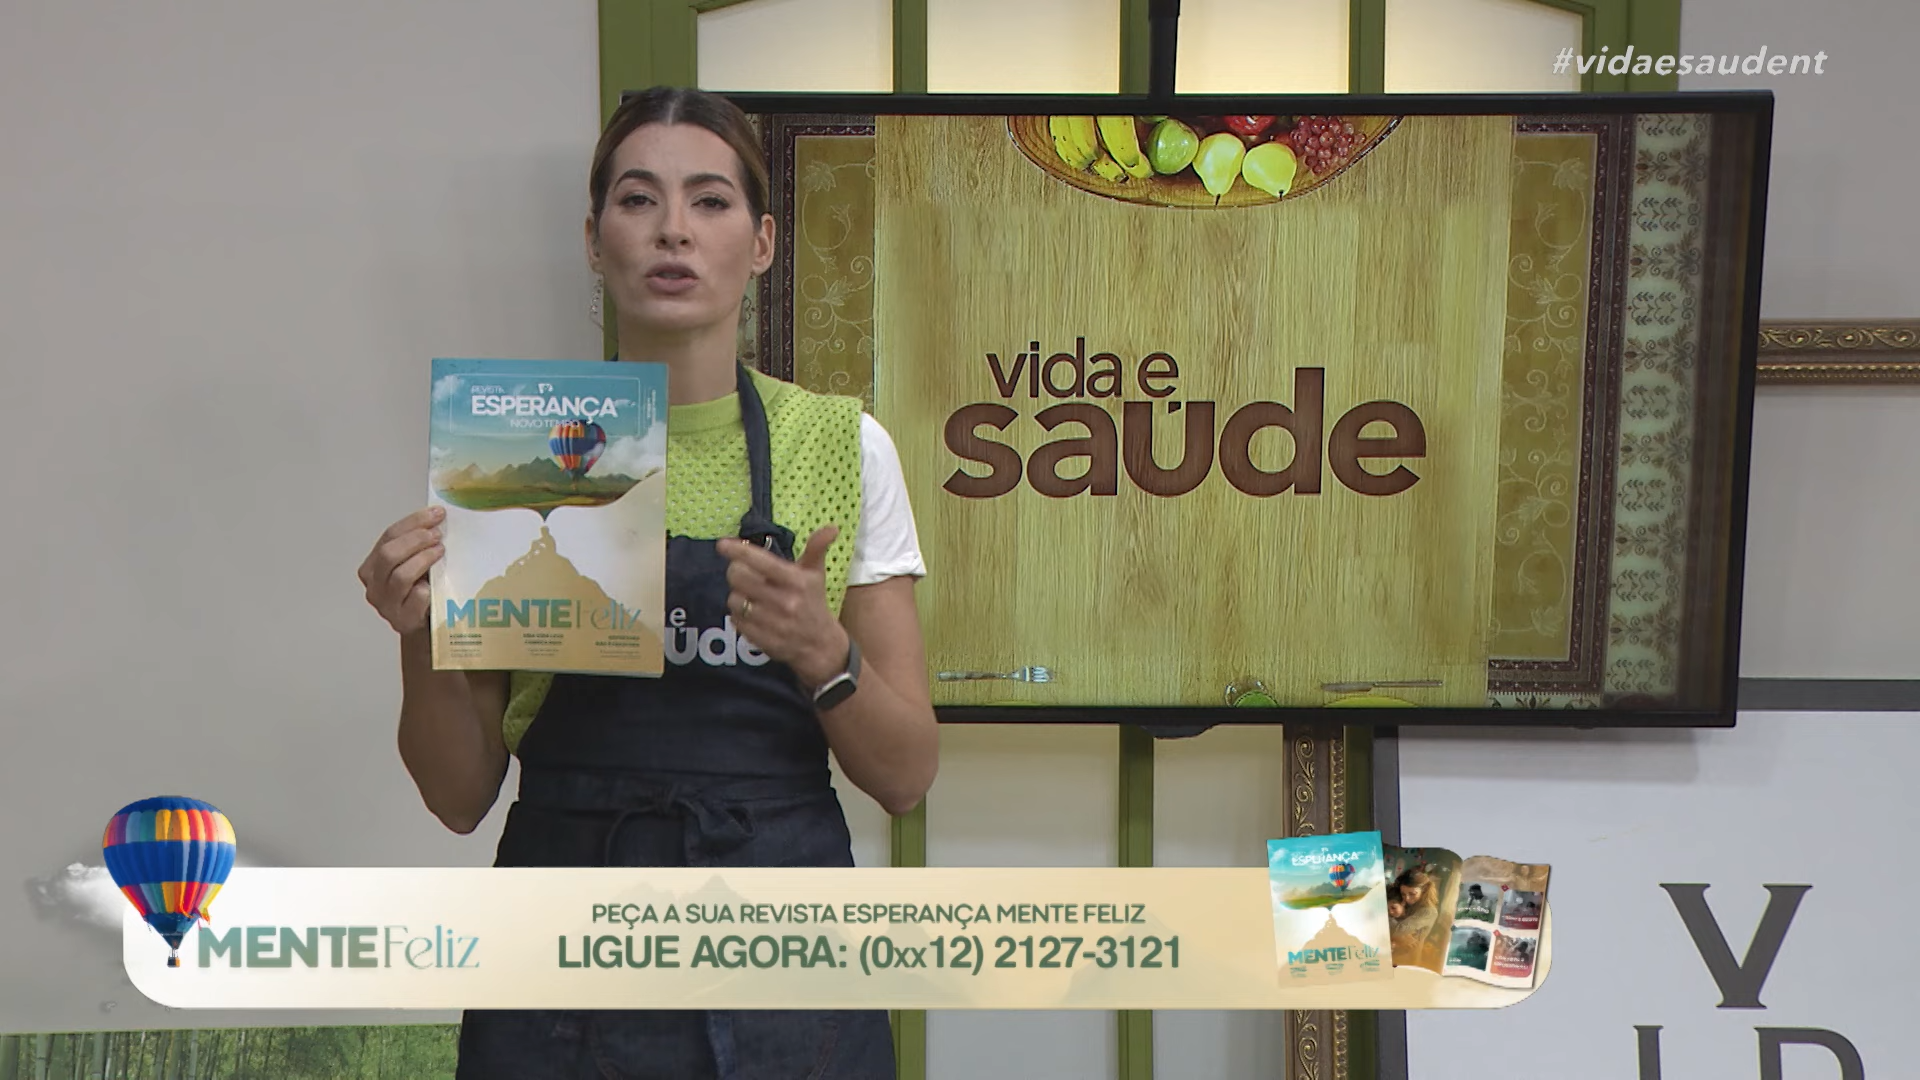 #vidaesaudent
vida e
saúde
REVISTA
ESPERANÇA
NOVO TEMPO
MENTE Feliz
e
úde
PEÇA A SUA REVISTA ESPERANÇA MENTE FELIZ
LIGUE AGORA: (0xx12) 2127-3121
MENTE Feliz
ESPERANÇA
MENTE Feliz
V